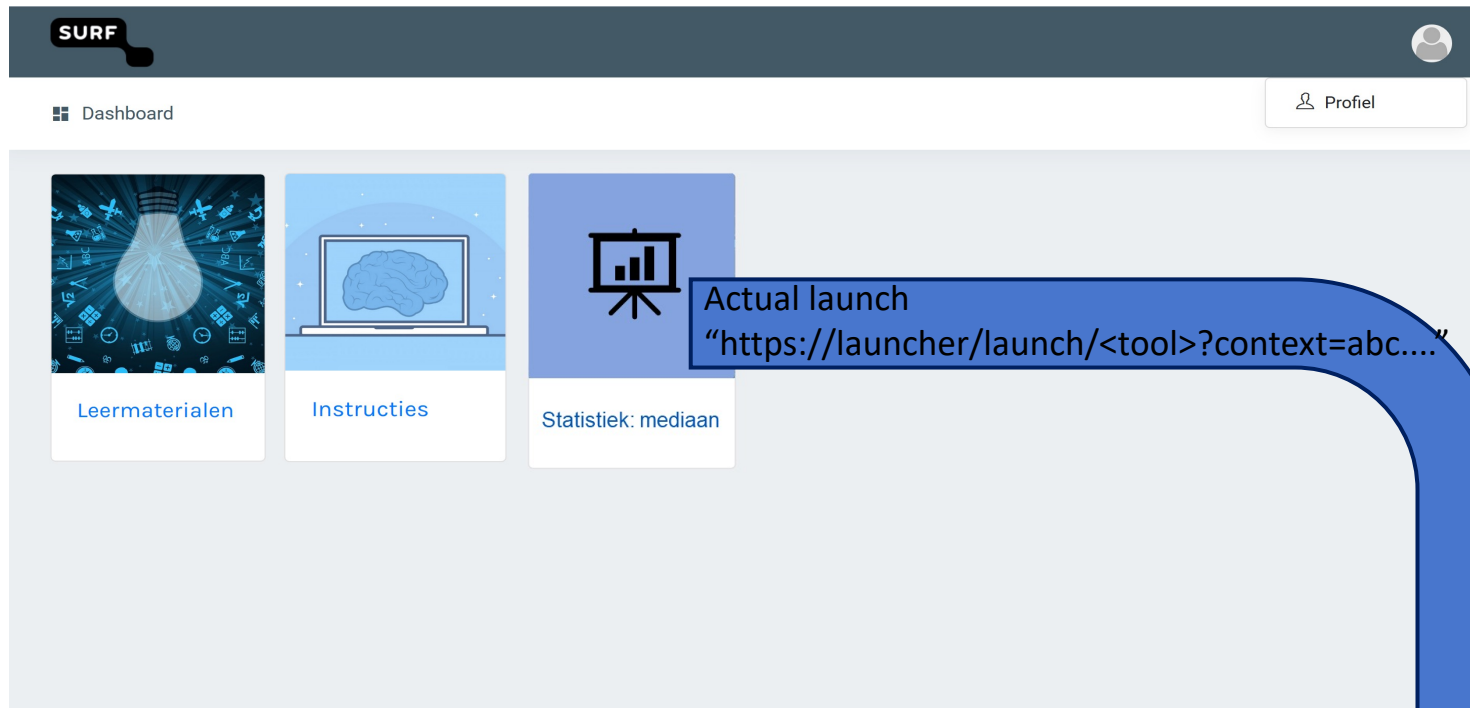 SURF
Dashboard
Profiel
Actual launch
“https://launcher/launch/<tool>?context=abc....”
Leermaterialen
Instructies
Statistiek: mediaan